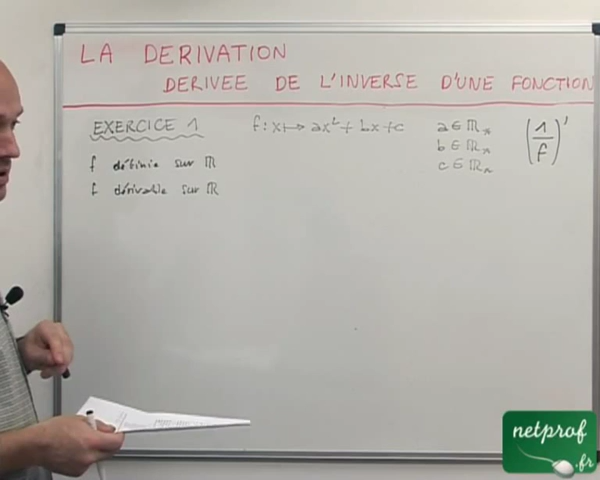 LA DERIVATION
DERIVEE DE L'INVERSE D'UNE FONCTION
EXERCICE 1 f: x ↦ ax² + bx + c a ∈ ℝ* (1/f)'
b ∈ ℝ*
f définie sur ℝ c ∈ ℝ*
f dérivable sur ℝ
netprof
.fr